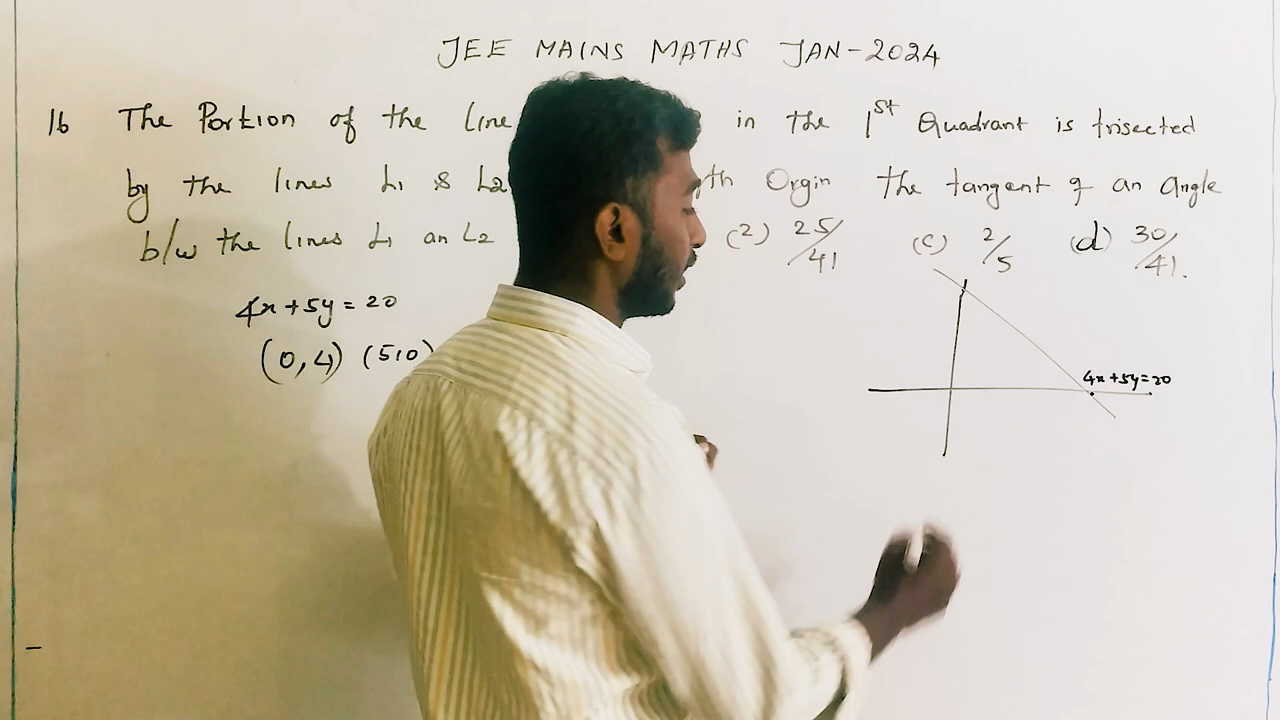 JEE MAINS MATHS JAN-2024
16 The Portion of the line in the 1st Quadrant is trisected
by the lines L1 & L2 Orgin The tangent of an Angle
b/w the lines L1 an L2 (2) 25/41 (c) 2/5 (d) 30/41.
4x+5y=20
(0,4) (5,0)
4x+5y=20